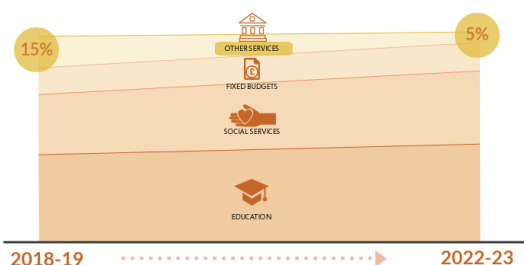 15%
5%
OTHER SERVICES
£
FIXED BUDGETS
SOCIAL SERVICES
EDUCATION
2018-19
2022-23